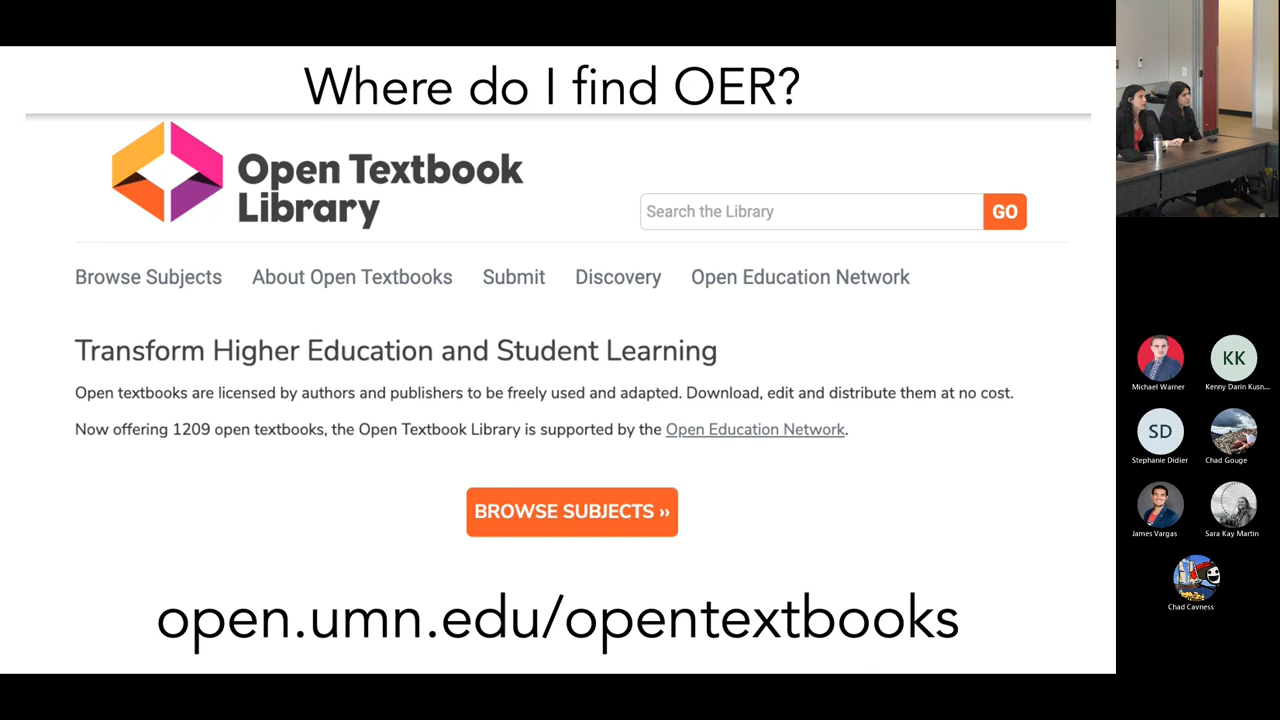 Where do I find OER?
Open Textbook
Library
Search the Library
GO
Browse Subjects
About Open Textbooks
Submit
Discovery
Open Education Network
Transform Higher Education and Student Learning
Open textbooks are licensed by authors and publishers to be freely used and adapted. Download, edit and distribute them at no cost.
Now offering 1209 open textbooks, the Open Textbook Library is supported by the Open Education Network.
BROWSE SUBJECTS ››
open.umn.edu/opentextbooks
KK
Michael Warner
Kenny Darin Kusn...
SD
Stephanie Didier
Chad Gouge
James Vargas
Sara Kay Martin
Chad Cavness